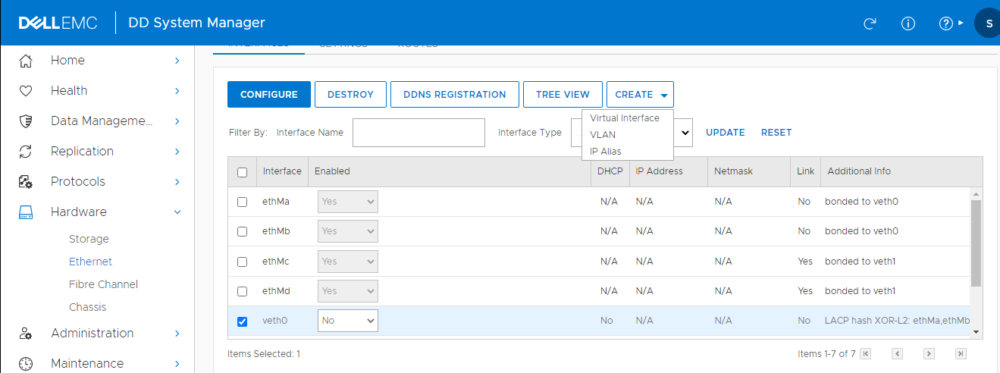 DELLEMC DD System Manager S
Home
Health
Data Manageme...
Replication
Protocols
Hardware
Storage
Ethernet
Fibre Channel
Chassis
Administration
Maintenance
INTERFACES SETTINGS ROUTES
CONFIGURE DESTROY DDNS REGISTRATION TREE VIEW CREATE
Virtual Interface
VLAN
IP Alias
Filter By: Interface Name Interface Type UPDATE RESET
Interface Enabled DHCP IP Address Netmask Link Additional Info
ethMa Yes N/A N/A N/A No bonded to veth0
ethMb Yes N/A N/A N/A No bonded to veth0
ethMc Yes N/A N/A N/A Yes bonded to veth1
ethMd Yes N/A N/A N/A Yes bonded to veth1
veth0 No No N/A N/A No LACP hash XOR-L2: ethMa,ethMb
Items Selected: 1 Items 1-7 of 7